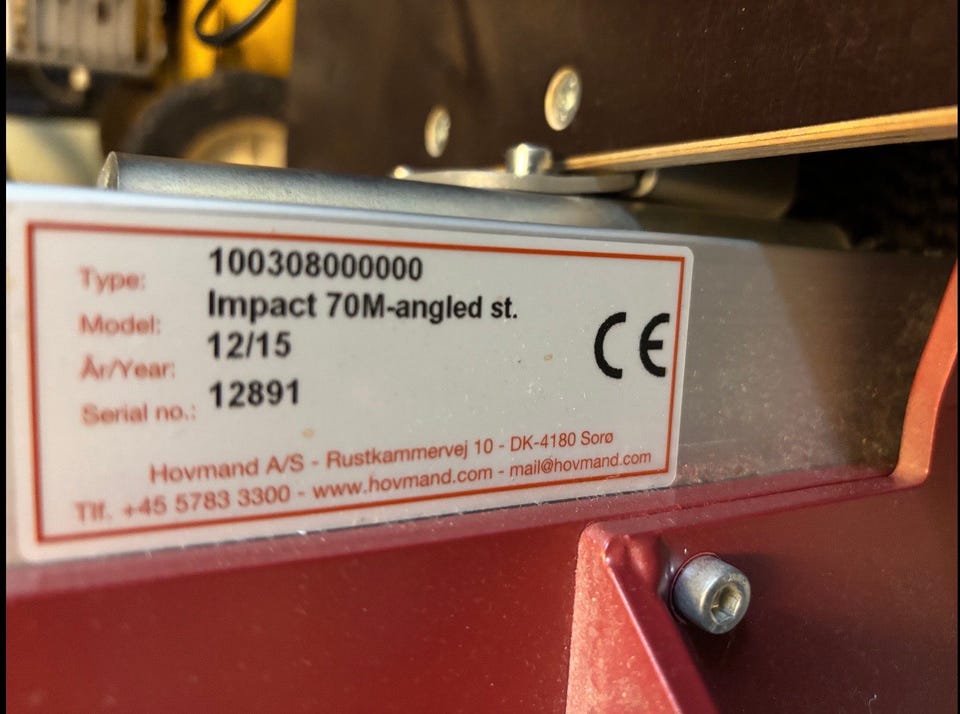 Type: 100308000000
Model: Impact 70M-angled st.
År/Year: 12/15
Serial no.: 12891
CE
Hovmand A/S - Rustkammervej 10 - DK-4180 Sorø
Tlf. +45 5783 3300 - www.hovmand.com - mail@hovmand.com